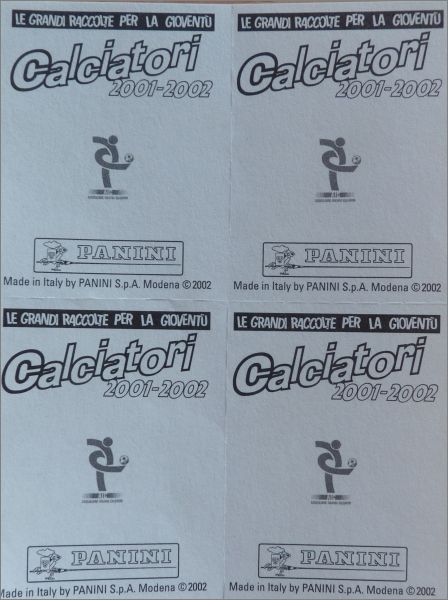 LE GRANDI RACCOLTE PER LA GIOVENTÙ
Calciatori
2001-2002
PANINI
Made in Italy by PANINI S.p.A. Modena © 2002
LE GRANDI RACCOLTE PER LA GIOVENTÙ
Calciatori
2001-2002
PANINI
Made in Italy by PANINI S.p.A. Modena © 2002
LE GRANDI RACCOLTE PER LA GIOVENTÙ
Calciatori
2001-2002
PANINI
Made in Italy by PANINI S.p.A. Modena © 2002
LE GRANDI RACCOLTE PER LA GIOVENTÙ
Calciatori
2001-2002
PANINI
Made in Italy by PANINI S.p.A. Modena © 2002